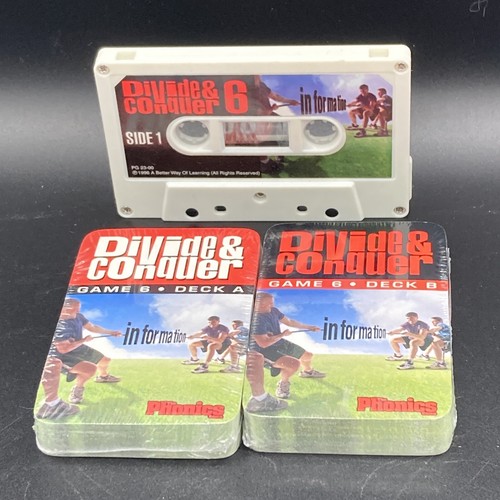 Divide &
Conquer 6
SIDE 1
in for ma tion
PG 23-00
©1998 A Better Way Of Learning (All Rights Reserved)
Divide &
Conquer
GAME 6 • DECK A
in for ma tion
Phonics
Divide &
Conquer
GAME 6 • DECK B
in for ma tion
Phonics